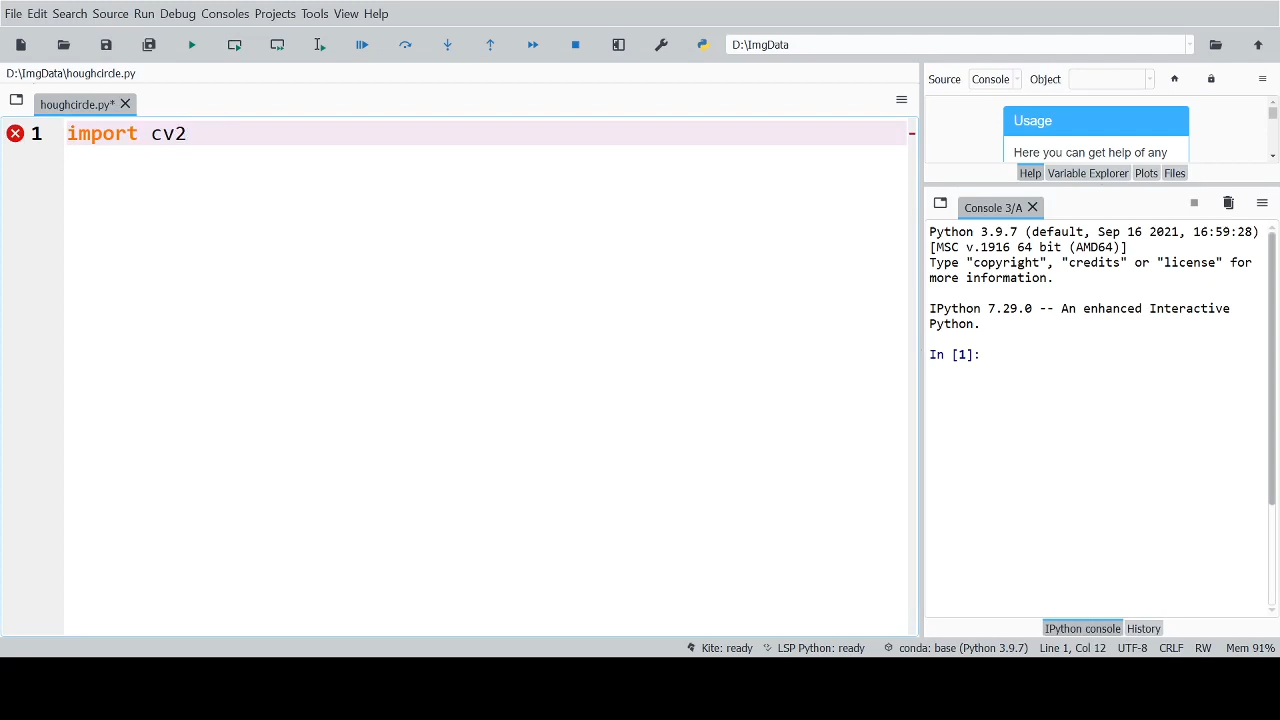 File Edit Search Source Run Debug Consoles Projects Tools View Help
D:\ImgData
D:\ImgData\houghcircle.py
houghcircle.py*
1 import cv2
Source Console Object
Usage
Here you can get help of any
Help Variable Explorer Plots Files
Console 3/A
Python 3.9.7 (default, Sep 16 2021, 16:59:28)
[MSC v.1916 64 bit (AMD64)]
Type "copyright", "credits" or "license" for
more information.
IPython 7.29.0 -- An enhanced Interactive
Python.
In [1]:
IPython console History
Kite: ready LSP Python: ready conda: base (Python 3.9.7) Line 1, Col 12 UTF-8 CRLF RW Mem 91%